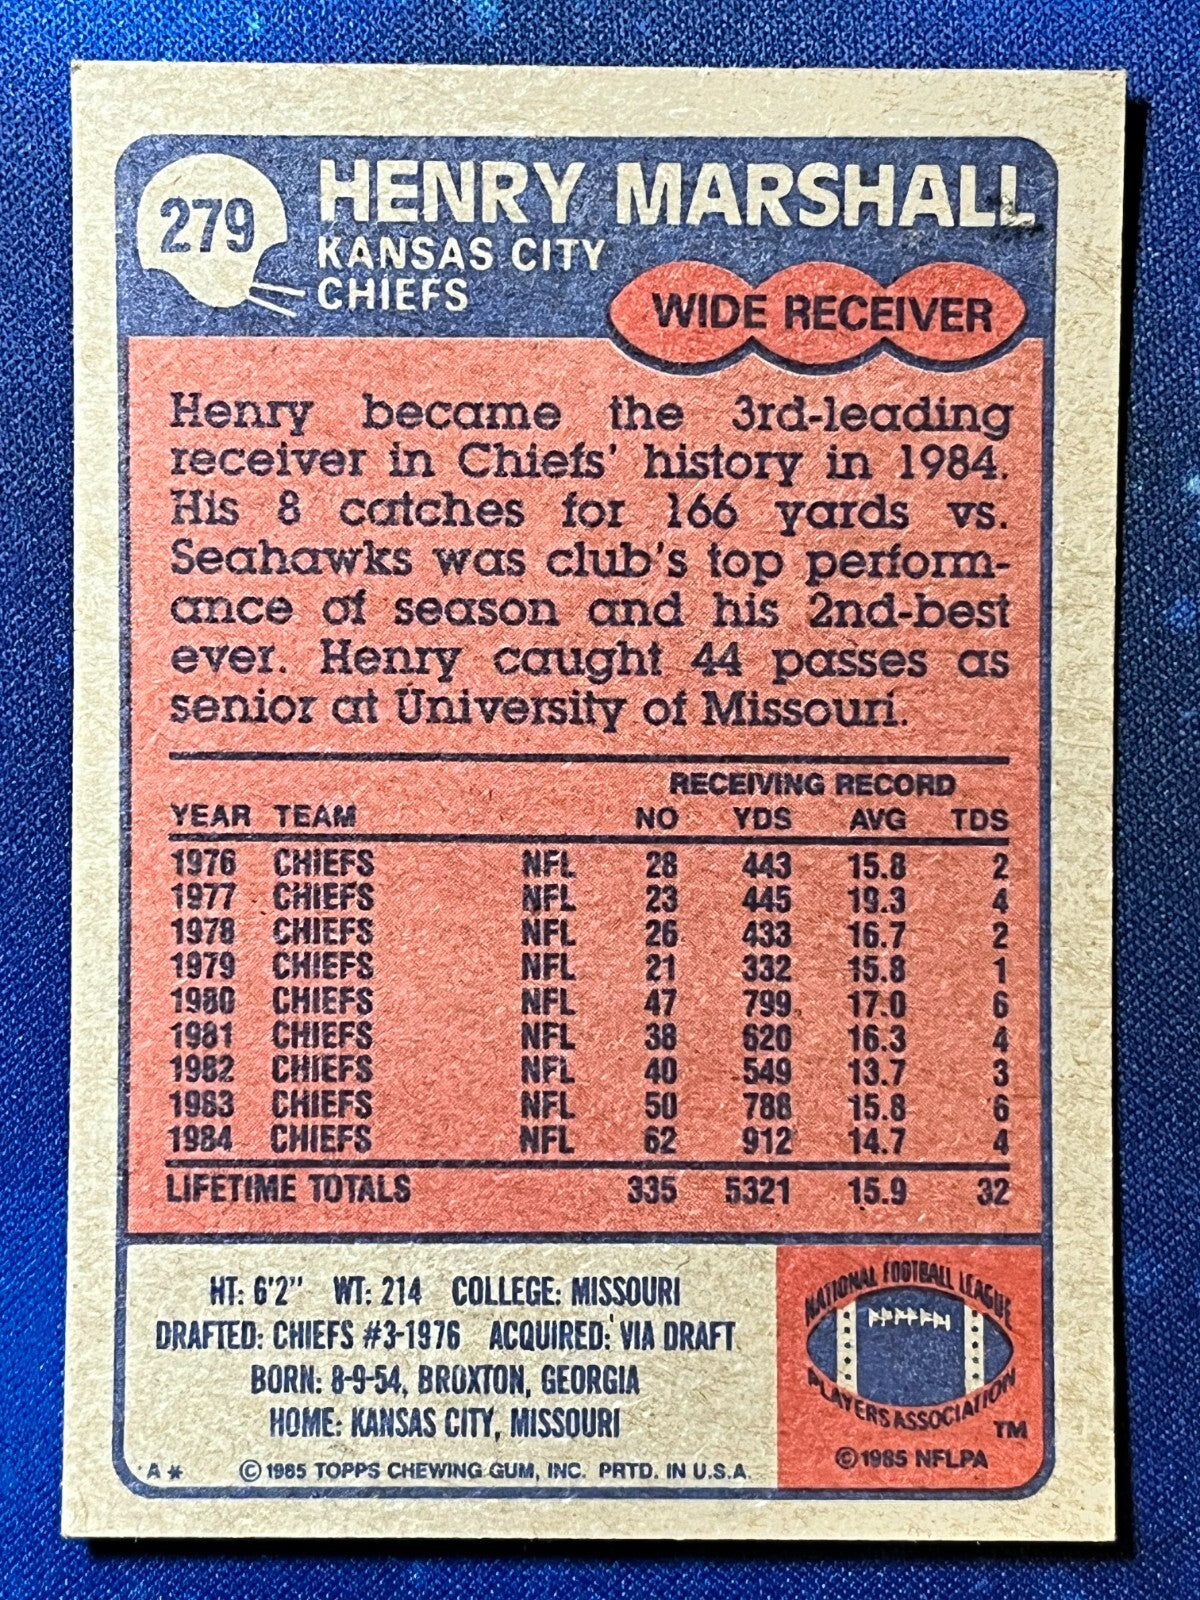 279
HENRY MARSHALL
KANSAS CITY
CHIEFS
WIDE RECEIVER
Henry became the 3rd-leading
receiver in Chiefs' history in 1984.
His 8 catches for 166 yards vs.
Seahawks was club's top perform-
ance of season and his 2nd-best
ever. Henry caught 44 passes as
senior at University of Missouri.
RECEIVING RECORD
YEAR TEAM NO YDS AVG TDS
1976 CHIEFS NFL 28 443 15.8 2
1977 CHIEFS NFL 23 445 19.3 4
1978 CHIEFS NFL 26 433 16.7 2
1979 CHIEFS NFL 21 332 15.8 1
1980 CHIEFS NFL 47 799 17.0 6
1981 CHIEFS NFL 38 620 16.3 4
1982 CHIEFS NFL 40 549 13.7 3
1983 CHIEFS NFL 50 788 15.8 6
1984 CHIEFS NFL 62 912 14.7 4
LIFETIME TOTALS 335 5321 15.9 32
HT: 6'2" WT: 214 COLLEGE: MISSOURI
DRAFTED: CHIEFS #3-1976 ACQUIRED: VIA DRAFT
BORN: 8-9-54, BROXTON, GEORGIA
HOME: KANSAS CITY, MISSOURI
A * © 1985 TOPPS CHEWING GUM, INC. PRTD. IN U.S.A.
NATIONAL FOOTBALL LEAGUE
PLAYERS ASSOCIATION
TM
© 1985 NFLPA